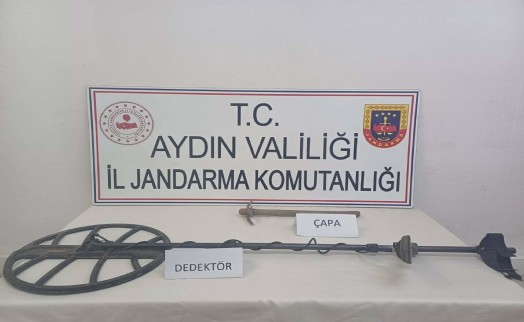 T.C.
AYDIN VALİLİĞİ
İL JANDARMA KOMUTANLIĞI
ÇAPA
DEDEKTÖR